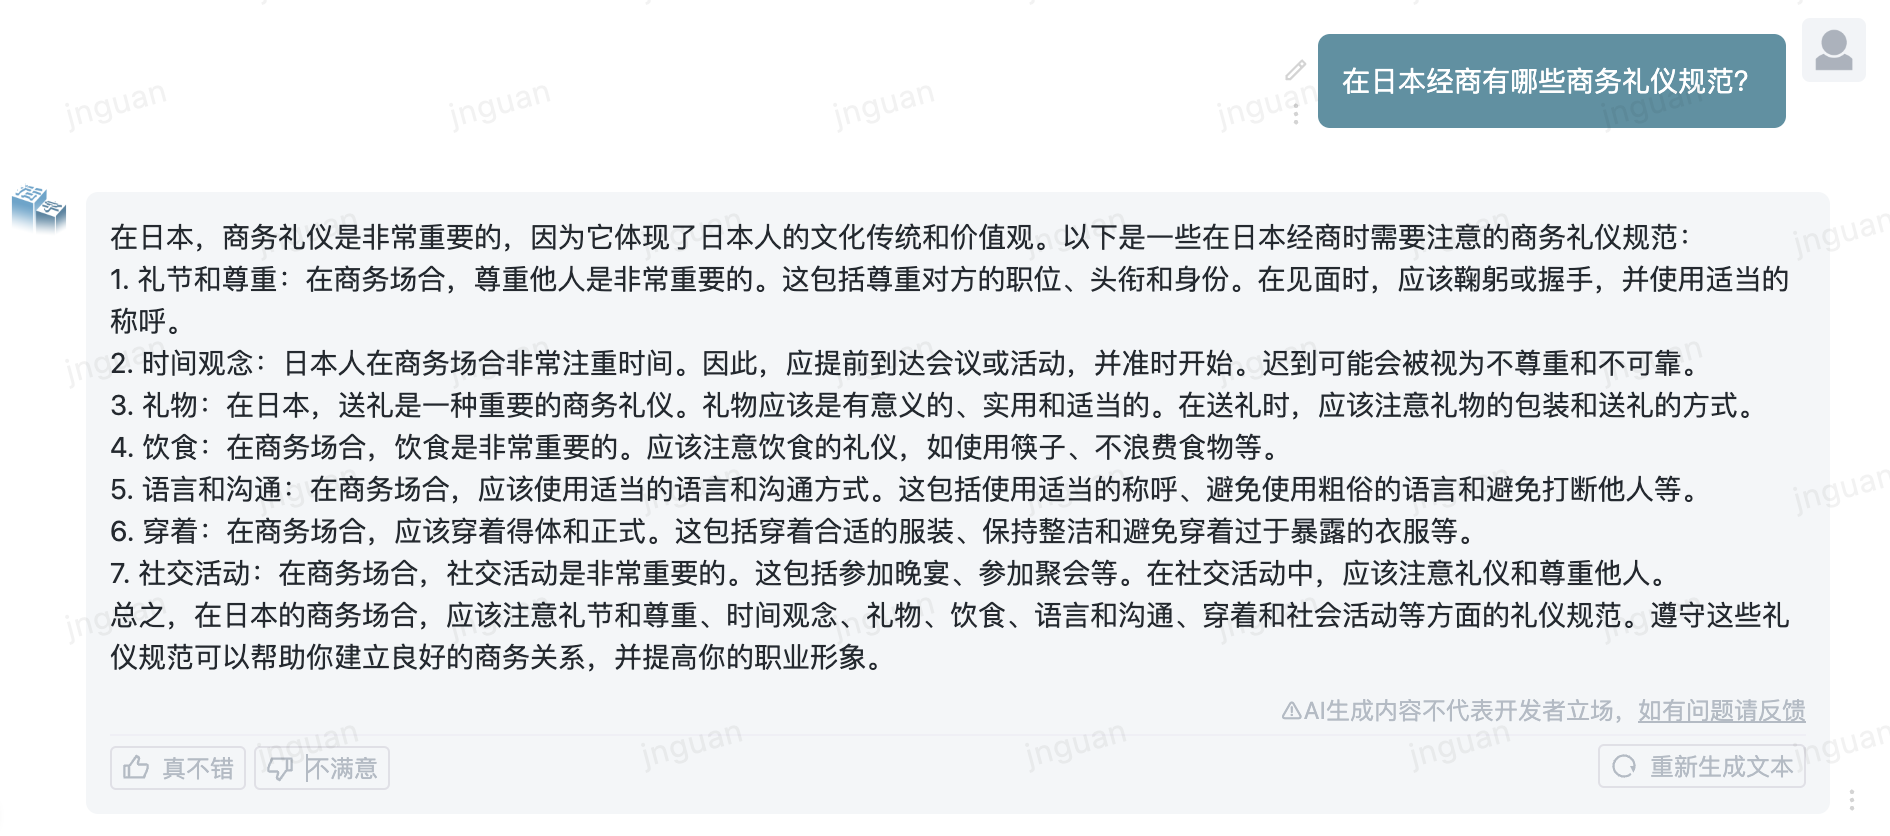 在日本经商有哪些商务礼仪规范?
活字
在日本，商务礼仪是非常重要的，因为它体现了日本人的文化传统和价值观。以下是一些在日本经商时需要注意的商务礼仪规范：
1. 礼节和尊重：在商务场合，尊重他人是非常重要的。这包括尊重对方的职位、头衔和身份。在见面时，应该鞠躬或握手，并使用适当的
称呼。
2. 时间观念：日本人在商务场合非常注重时间。因此，应提前到达会议或活动，并准时开始。迟到可能会被视为不尊重和不可靠。
3. 礼物：在日本，送礼是一种重要的商务礼仪。礼物应该是有意义的、实用和适当的。在送礼时，应该注意礼物的包装和送礼的方式。
4. 饮食：在商务场合，饮食是非常重要的。应该注意饮食的礼仪，如使用筷子、不浪费食物等。
5. 语言和沟通：在商务场合，应该使用适当的语言和沟通方式。这包括使用适当的称呼、避免使用粗俗的语言和避免打断他人等。
6. 穿着：在商务场合，应该穿着得体和正式。这包括穿着合适的服装、保持整洁和避免穿着过于暴露的衣服等。
7. 社交活动：在商务场合，社交活动是非常重要的。这包括参加晚宴、参加聚会等。在社交活动中，应该注意礼仪和尊重他人。
总之，在日本的商务场合，应该注意礼节和尊重、时间观念、礼物、饮食、语言和沟通、穿着和社会活动等方面的礼仪规范。遵守这些礼
仪规范可以帮助你建立良好的商务关系，并提高你的职业形象。
AI生成内容不代表开发者立场，如有问题请反馈
真不错 不满意 重新生成文本
jnguan